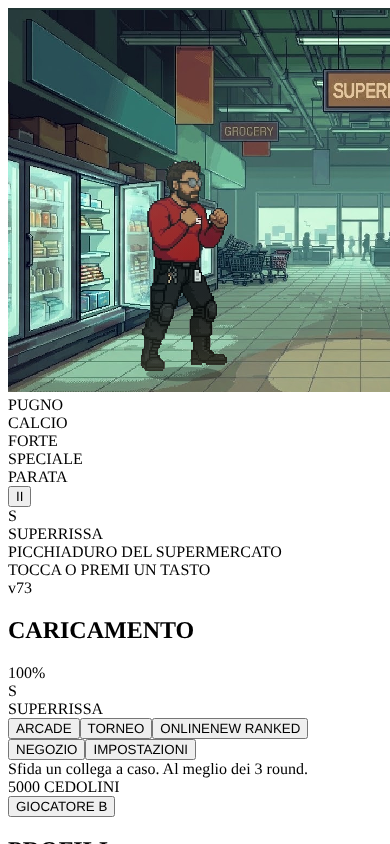 SUPER
GROCERY
PUGNO
CALCIO
FORTE
SPECIALE
PARATA
II
S
SUPERRISSA
PICCHIADURO DEL SUPERMERCATO
TOCCA O PREMI UN TASTO
v73
CARICAMENTO
100%
S
SUPERRISSA
ARCADE TORNEO ONLINENEW RANKED
NEGOZIO IMPOSTAZIONI
Sfida un collega a caso. Al meglio dei 3 round.
5000 CEDOLINI
GIOCATORE B